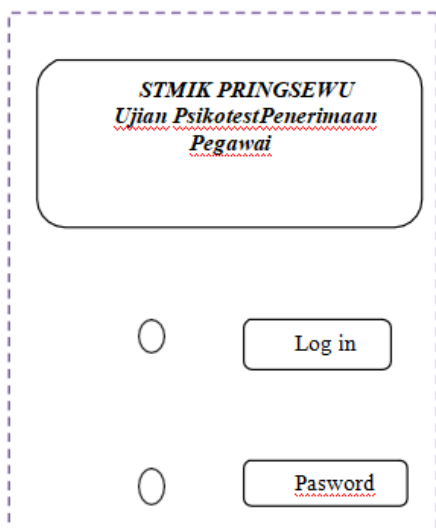 STMIK PRINGSEWU
Ujian PsikotestPenerimaan
Pegawai
Log in
Pasword